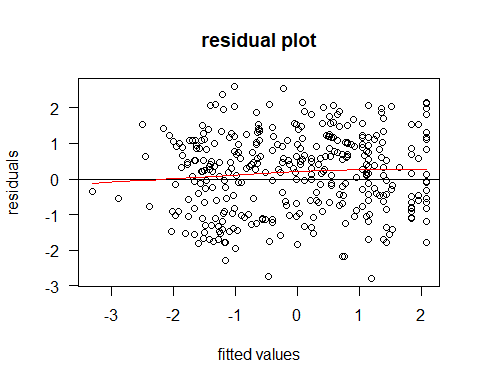 residual plot
residuals
2
1
0
-1
-2
-3
-3 -2 -1 0 1 2
fitted values